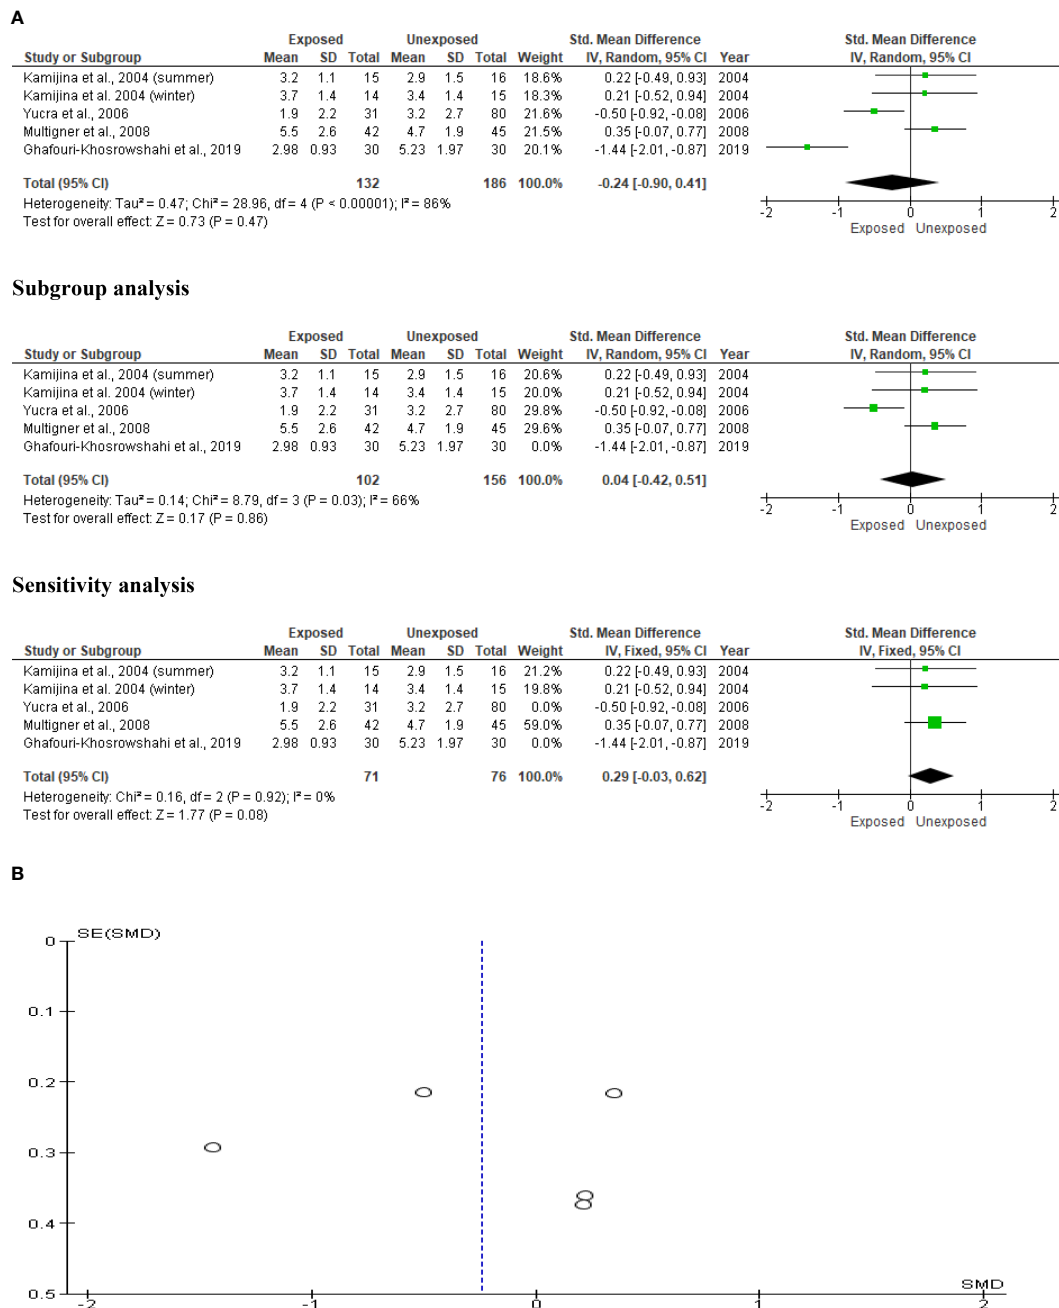 A
Exposed Unexposed Std. Mean Difference Std. Mean Difference
Study or Subgroup Mean SD Total Mean SD Total Weight IV, Random, 95% CI Year IV, Random, 95% CI
Kamijina et al., 2004 (summer) 3.2 1.1 15 2.9 1.5 16 18.6% 0.22 [-0.49, 0.93] 2004
Kamijina et al. 2004 (winter) 3.7 1.4 14 3.4 1.4 15 18.3% 0.21 [-0.52, 0.94] 2004
Yucra et al., 2006 1.9 2.2 31 3.2 2.7 80 21.6% -0.50 [-0.92, -0.08] 2006
Multigner et al., 2008 5.5 2.6 42 4.7 1.9 45 21.5% 0.35 [-0.07, 0.77] 2008
Ghafouri-Khosrowshahi et al., 2019 2.98 0.93 30 5.23 1.97 30 20.1% -1.44 [-2.01, -0.87] 2019
Total (95% CI) 132 186 100.0% -0.24 [-0.90, 0.41]
Heterogeneity: Tau² = 0.47; Chi² = 28.96, df = 4 (P < 0.00001); I² = 86%
Test for overall effect: Z = 0.73 (P = 0.47)
-2 -1 0 1 2
Exposed Unexposed
Subgroup analysis
Exposed Unexposed Std. Mean Difference Std. Mean Difference
Study or Subgroup Mean SD Total Mean SD Total Weight IV, Random, 95% CI Year IV, Random, 95% CI
Kamijina et al., 2004 (summer) 3.2 1.1 15 2.9 1.5 16 20.6% 0.22 [-0.49, 0.93] 2004
Kamijina et al. 2004 (winter) 3.7 1.4 14 3.4 1.4 15 20.0% 0.21 [-0.52, 0.94] 2004
Yucra et al., 2006 1.9 2.2 31 3.2 2.7 80 29.8% -0.50 [-0.92, -0.08] 2006
Multigner et al., 2008 5.5 2.6 42 4.7 1.9 45 29.6% 0.35 [-0.07, 0.77] 2008
Ghafouri-Khosrowshahi et al., 2019 2.98 0.93 30 5.23 1.97 30 0.0% -1.44 [-2.01, -0.87] 2019
Total (95% CI) 102 156 100.0% 0.04 [-0.42, 0.51]
Heterogeneity: Tau² = 0.14; Chi² = 8.79, df = 3 (P = 0.03); I² = 66%
Test for overall effect: Z = 0.17 (P = 0.86)
-2 -1 0 1 2
Exposed Unexposed
Sensitivity analysis
Exposed Unexposed Std. Mean Difference Std. Mean Difference
Study or Subgroup Mean SD Total Mean SD Total Weight IV, Fixed, 95% CI Year IV, Fixed, 95% CI
Kamijina et al., 2004 (summer) 3.2 1.1 15 2.9 1.5 16 21.2% 0.22 [-0.49, 0.93] 2004
Kamijina et al. 2004 (winter) 3.7 1.4 14 3.4 1.4 15 19.8% 0.21 [-0.52, 0.94] 2004
Yucra et al., 2006 1.9 2.2 31 3.2 2.7 80 0.0% -0.50 [-0.92, -0.08] 2006
Multigner et al., 2008 5.5 2.6 42 4.7 1.9 45 59.0% 0.35 [-0.07, 0.77] 2008
Ghafouri-Khosrowshahi et al., 2019 2.98 0.93 30 5.23 1.97 30 0.0% -1.44 [-2.01, -0.87] 2019
Total (95% CI) 71 76 100.0% 0.29 [-0.03, 0.62]
Heterogeneity: Chi² = 0.16, df = 2 (P = 0.92); I² = 0%
Test for overall effect: Z = 1.77 (P = 0.08)
-2 -1 0 1 2
Exposed Unexposed
B
SE(SMD)
0
0.1
0.2
0.3
0.4
0.5
SMD
-2 -1 0 1 2